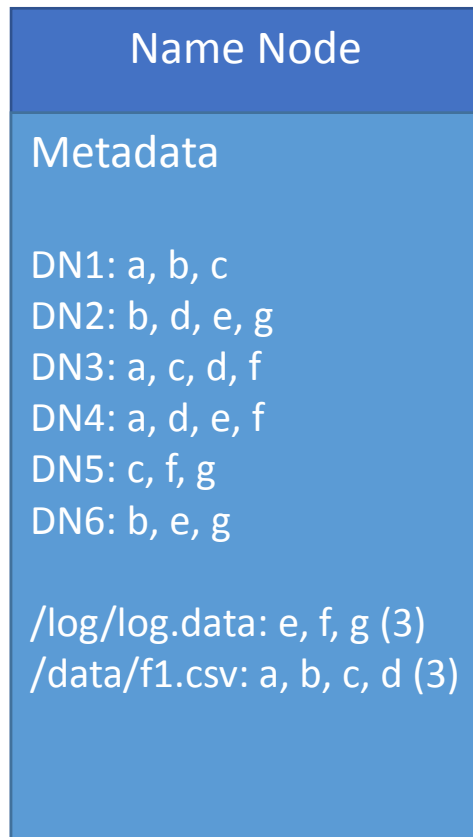 Name Node
Metadata
DN1: a, b, c
DN2: b, d, e, g
DN3: a, c, d, f
DN4: a, d, e, f
DN5: c, f, g
DN6: b, e, g
/log/log.data: e, f, g (3)
/data/f1.csv: a, b, c, d (3)